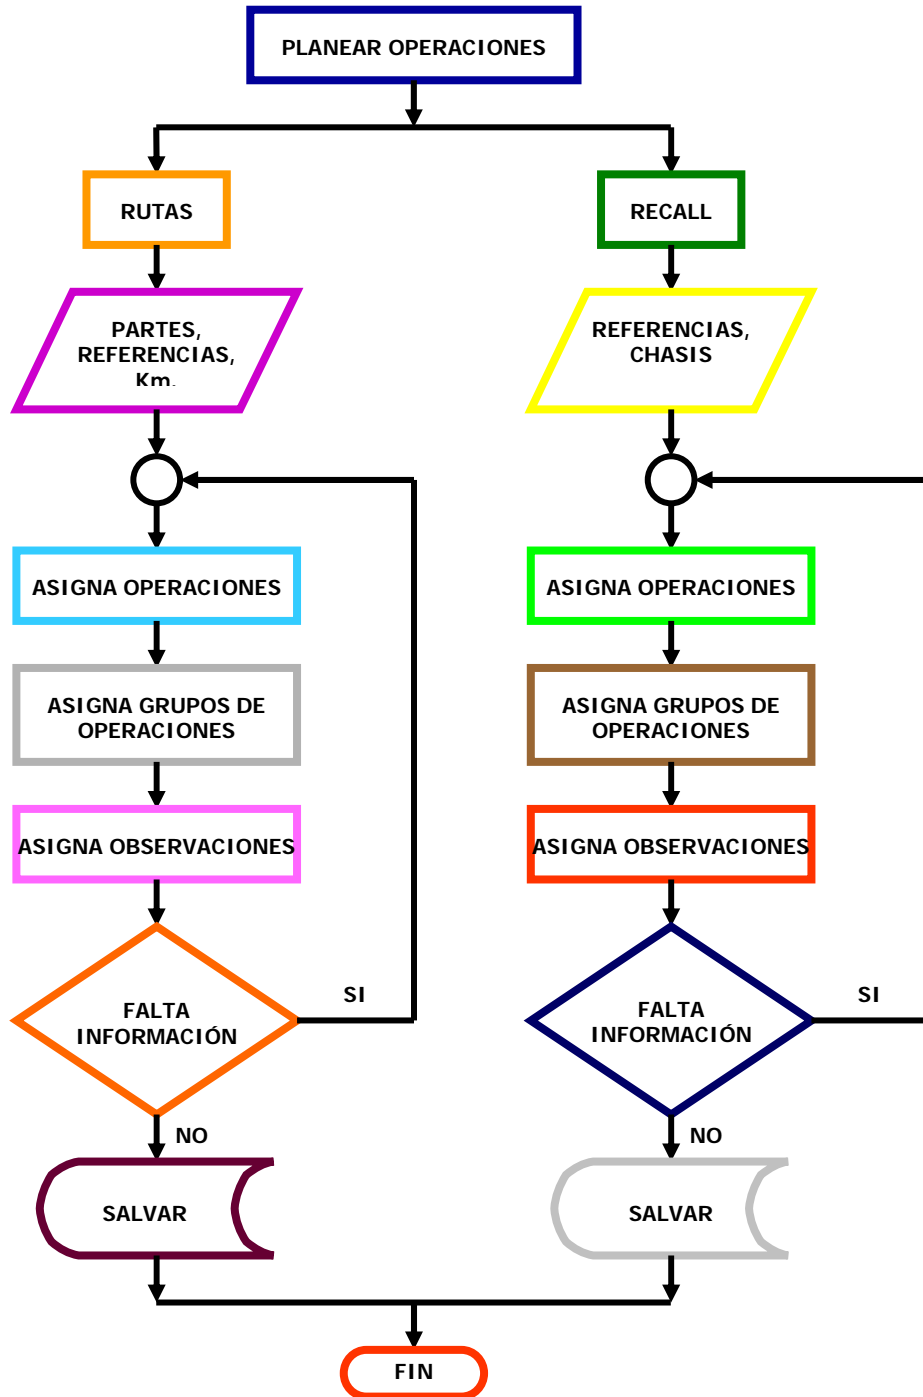 PLANEAR OPERACIONES
RUTAS
RECALL
PARTES,
REFERENCIAS,
Km.
REFERENCIAS,
CHASIS
ASIGNA OPERACIONES
ASIGNA OPERACIONES
ASIGNA GRUPOS DE
OPERACIONES
ASIGNA GRUPOS DE
OPERACIONES
ASIGNA OBSERVACIONES
ASIGNA OBSERVACIONES
FALTA
INFORMACIÓN
SI
FALTA
INFORMACIÓN
SI
NO
NO
SALVAR
SALVAR
FIN